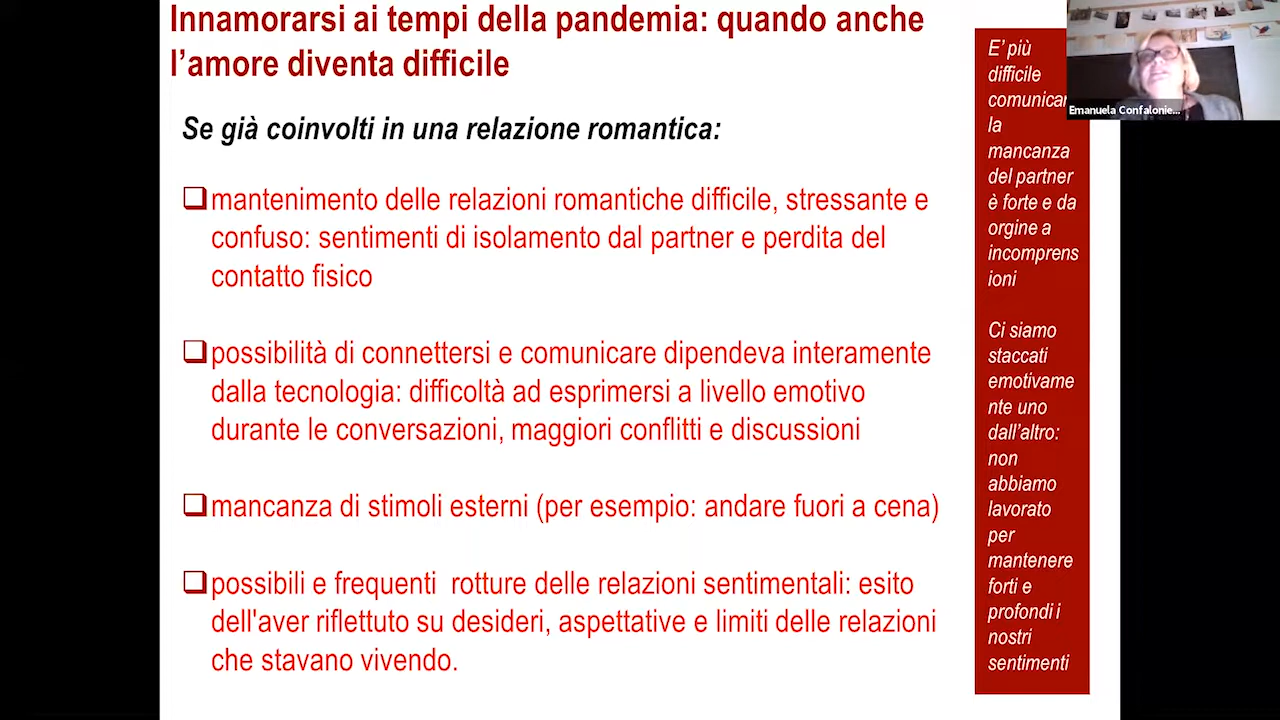 Innamorarsi ai tempi della pandemia: quando anche
l’amore diventa difficile
Se già coinvolti in una relazione romantica:
mantenimento delle relazioni romantiche difficile, stressante e
confuso: sentimenti di isolamento dal partner e perdita del
contatto fisico
possibilità di connettersi e comunicare dipendeva interamente
dalla tecnologia: difficoltà ad esprimersi a livello emotivo
durante le conversazioni, maggiori conflitti e discussioni
mancanza di stimoli esterni (per esempio: andare fuori a cena)
possibili e frequenti rotture delle relazioni sentimentali: esito
dell'aver riflettuto su desideri, aspettative e limiti delle relazioni
che stavano vivendo.
E’ più
difficile
comunicar
la
mancanza
del partner
è forte e da
orgine a
incomprens
ioni
Ci siamo
staccati
emotivame
nte uno
dall’altro:
non
abbiamo
lavorato
per
mantenere
forti e
profondi i
nostri
sentimenti
Emanuela Confalonie...